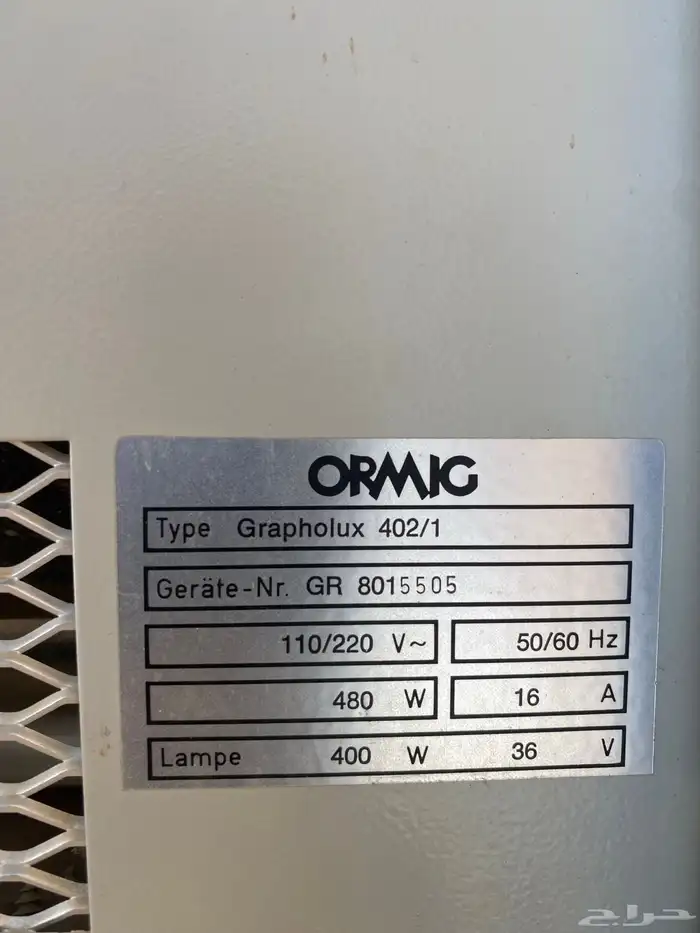 ORMIG
Type Grapholux 402/1
Geräte-Nr. GR 8015505
110/220 V~ 50/60 Hz
480 W 16 A
Lampe 400 W 36 V
حراج